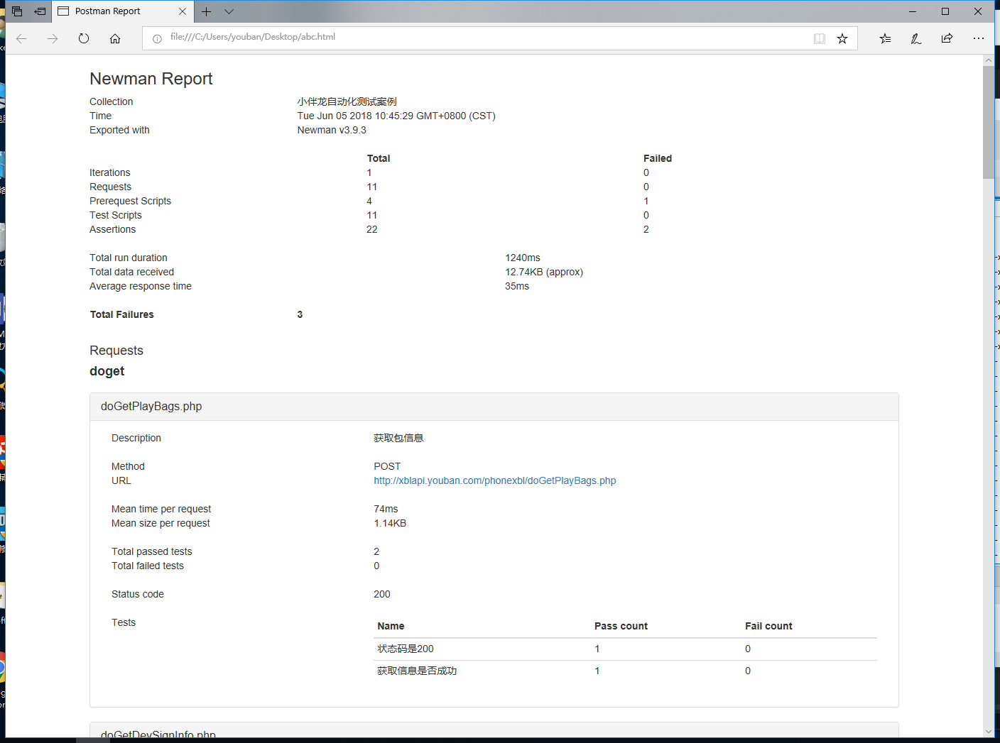 Postman Report
file:///C:/Users/youban/Desktop/abc.html
Newman Report
Collection 小伴龙自动化测试案例
Time Tue Jun 05 2018 10:45:29 GMT+0800 (CST)
Exported with Newman v3.9.3
Total Failed
Iterations 1 0
Requests 11 0
Prerequest Scripts 4 1
Test Scripts 11 0
Assertions 22 2
Total run duration 1240ms
Total data received 12.74KB (approx)
Average response time 35ms
Total Failures 3
Requests
doget
doGetPlayBags.php
Description 获取包信息
Method POST
URL http://xblapi.youban.com/phonexbl/doGetPlayBags.php
Mean time per request 74ms
Mean size per request 1.14KB
Total passed tests 2
Total failed tests 0
Status code 200
Tests Name Pass count Fail count
状态码是200 1 0
获取信息是否成功 1 0
doGetDevSignInfo.php